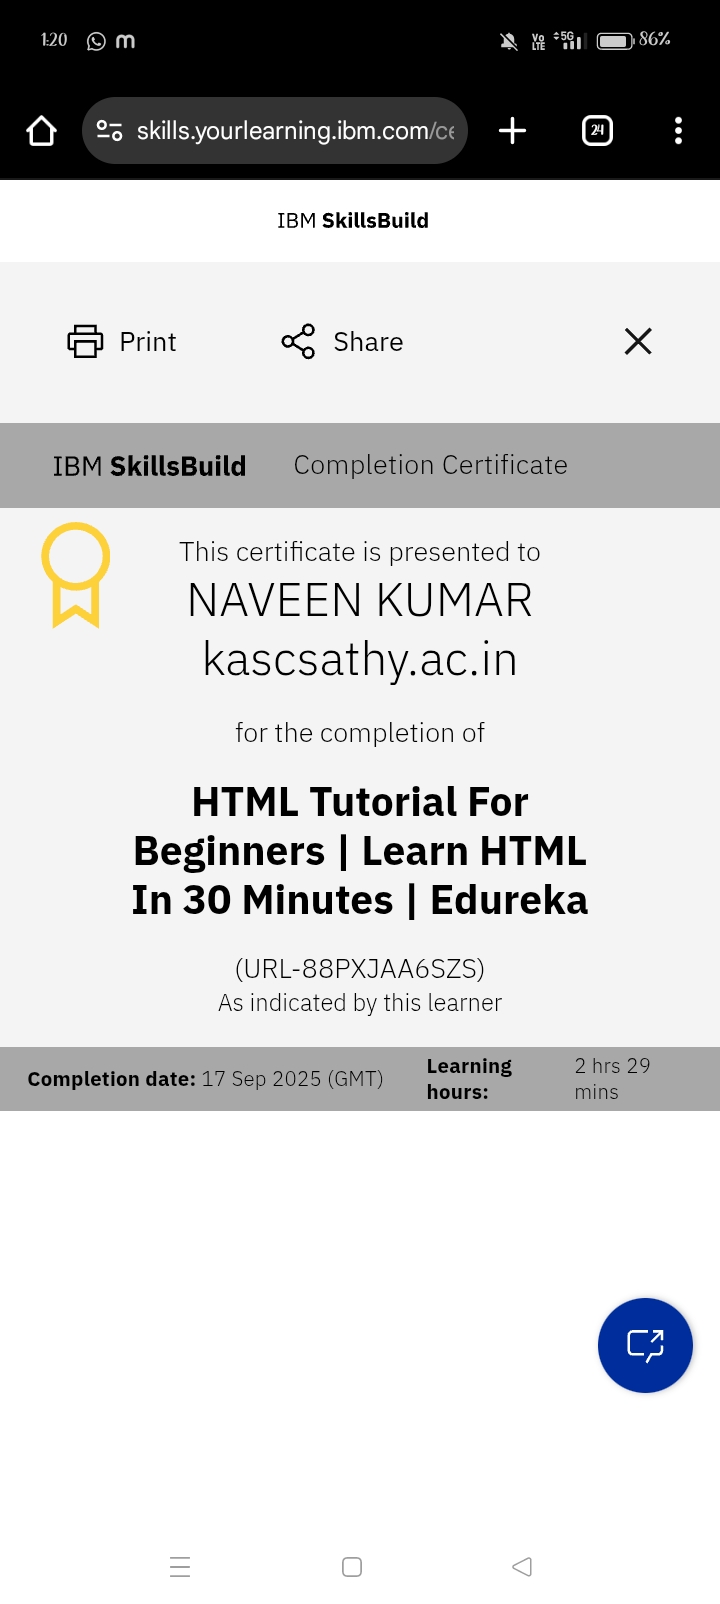 1:20
m
Vo
LTE
5G
86%
skills.yourlearning.ibm.com/ce
24
IBM SkillsBuild
Print
Share
IBM SkillsBuild Completion Certificate
This certificate is presented to
NAVEEN KUMAR
kascsathy.ac.in
for the completion of
HTML Tutorial For
Beginners | Learn HTML
In 30 Minutes | Edureka
(URL-88PXJAA6SZS)
As indicated by this learner
Completion date: 17 Sep 2025 (GMT)
Learning
hours:
2 hrs 29
mins